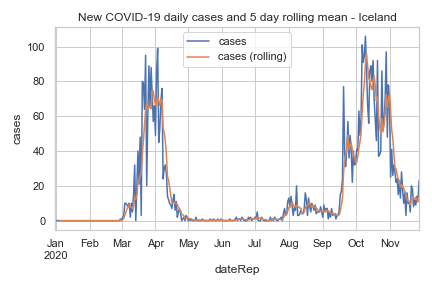 New COVID-19 daily cases and 5 day rolling mean - Iceland
cases
cases (rolling)
100
80
60
40
20
0
cases
Jan Feb Mar Apr May Jun Jul Aug Sep Oct Nov
2020
dateRep